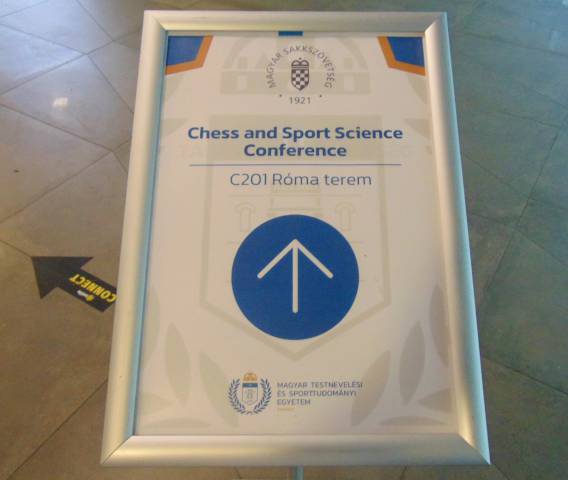 MAGYAR SAKKSZÖVETSÉG
1921
Chess and Sport Science
Conference
C201 Róma terem
CONNECT
MAGYAR TESTNEVELÉSI
ÉS SPORTTUDOMÁNYI
EGYETEM